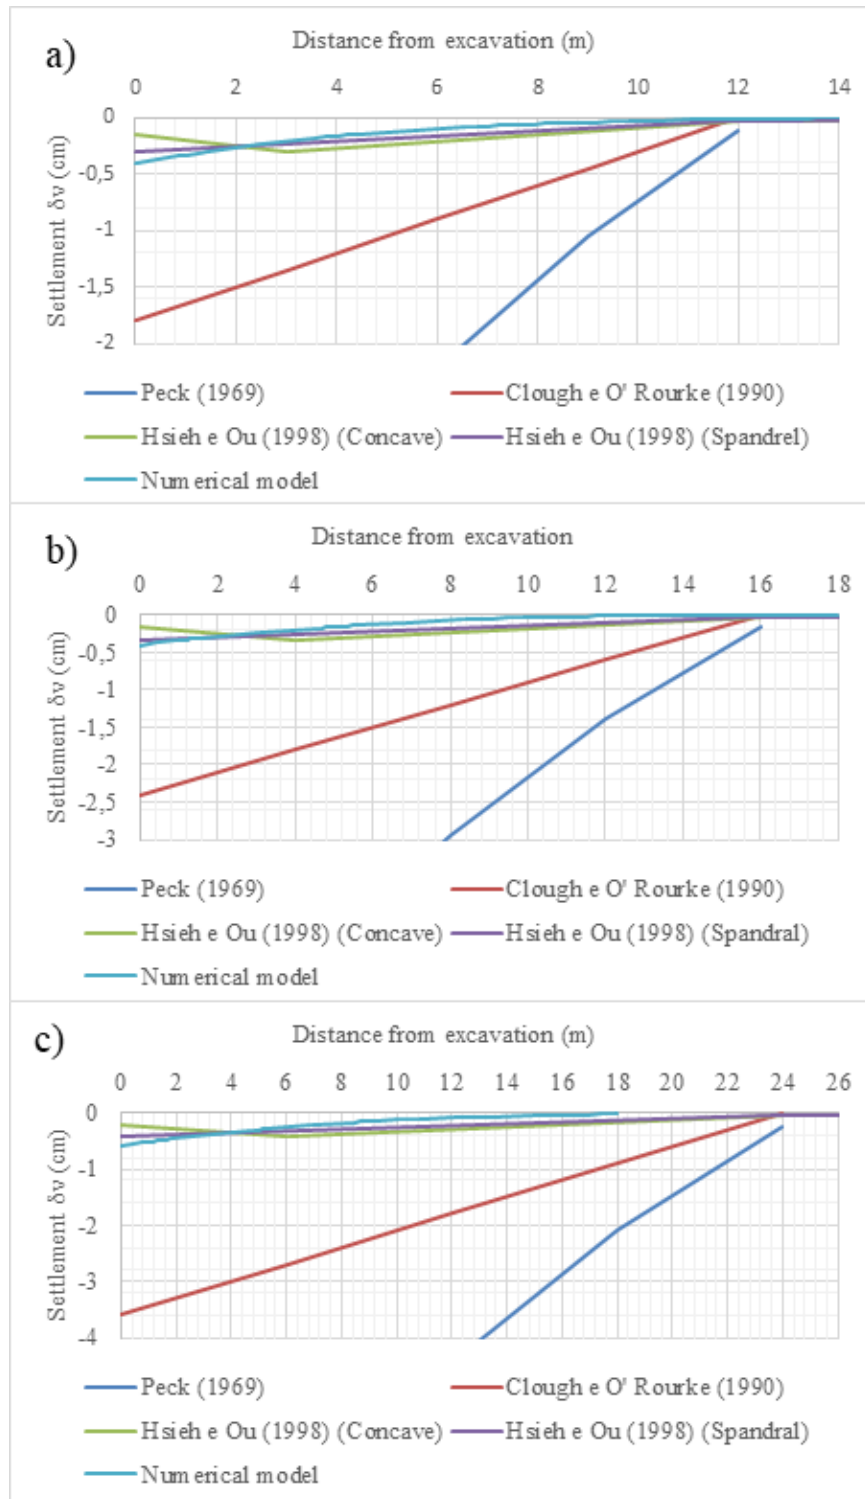 a)
Distance from excavation (m)
0 2 4 6 8 10 12 14
0
-0,5
-1
-1,5
-2
Settlement δv (cm)
Peck (1969)
Clough e O' Rourke (1990)
Hsieh e Ou (1998) (Concave)
Hsieh e Ou (1998) (Spandrel)
Numerical model
b)
Distance from excavation
0 2 4 6 8 10 12 14 16 18
0
-0,5
-1
-1,5
-2
-2,5
-3
Settlement δv (cm)
Peck (1969)
Clough e O' Rourke (1990)
Hsieh e Ou (1998) (Concave)
Hsieh e Ou (1998) (Spandral)
Numerical model
c)
Distance from excavation (m)
0 2 4 6 8 10 12 14 16 18 20 22 24 26
0
-1
-2
-3
-4
Settlement δv (cm)
Peck (1969)
Clough e O' Rourke (1990)
Hsieh e Ou (1998) (Concave)
Hsieh e Ou (1998) (Spandral)
Numerical model